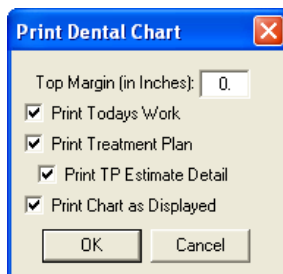 Print Dental Chart
Top Margin (in Inches): 0.
Print Todays Work
Print Treatment Plan
Print TP Estimate Detail
Print Chart as Displayed
OK Cancel